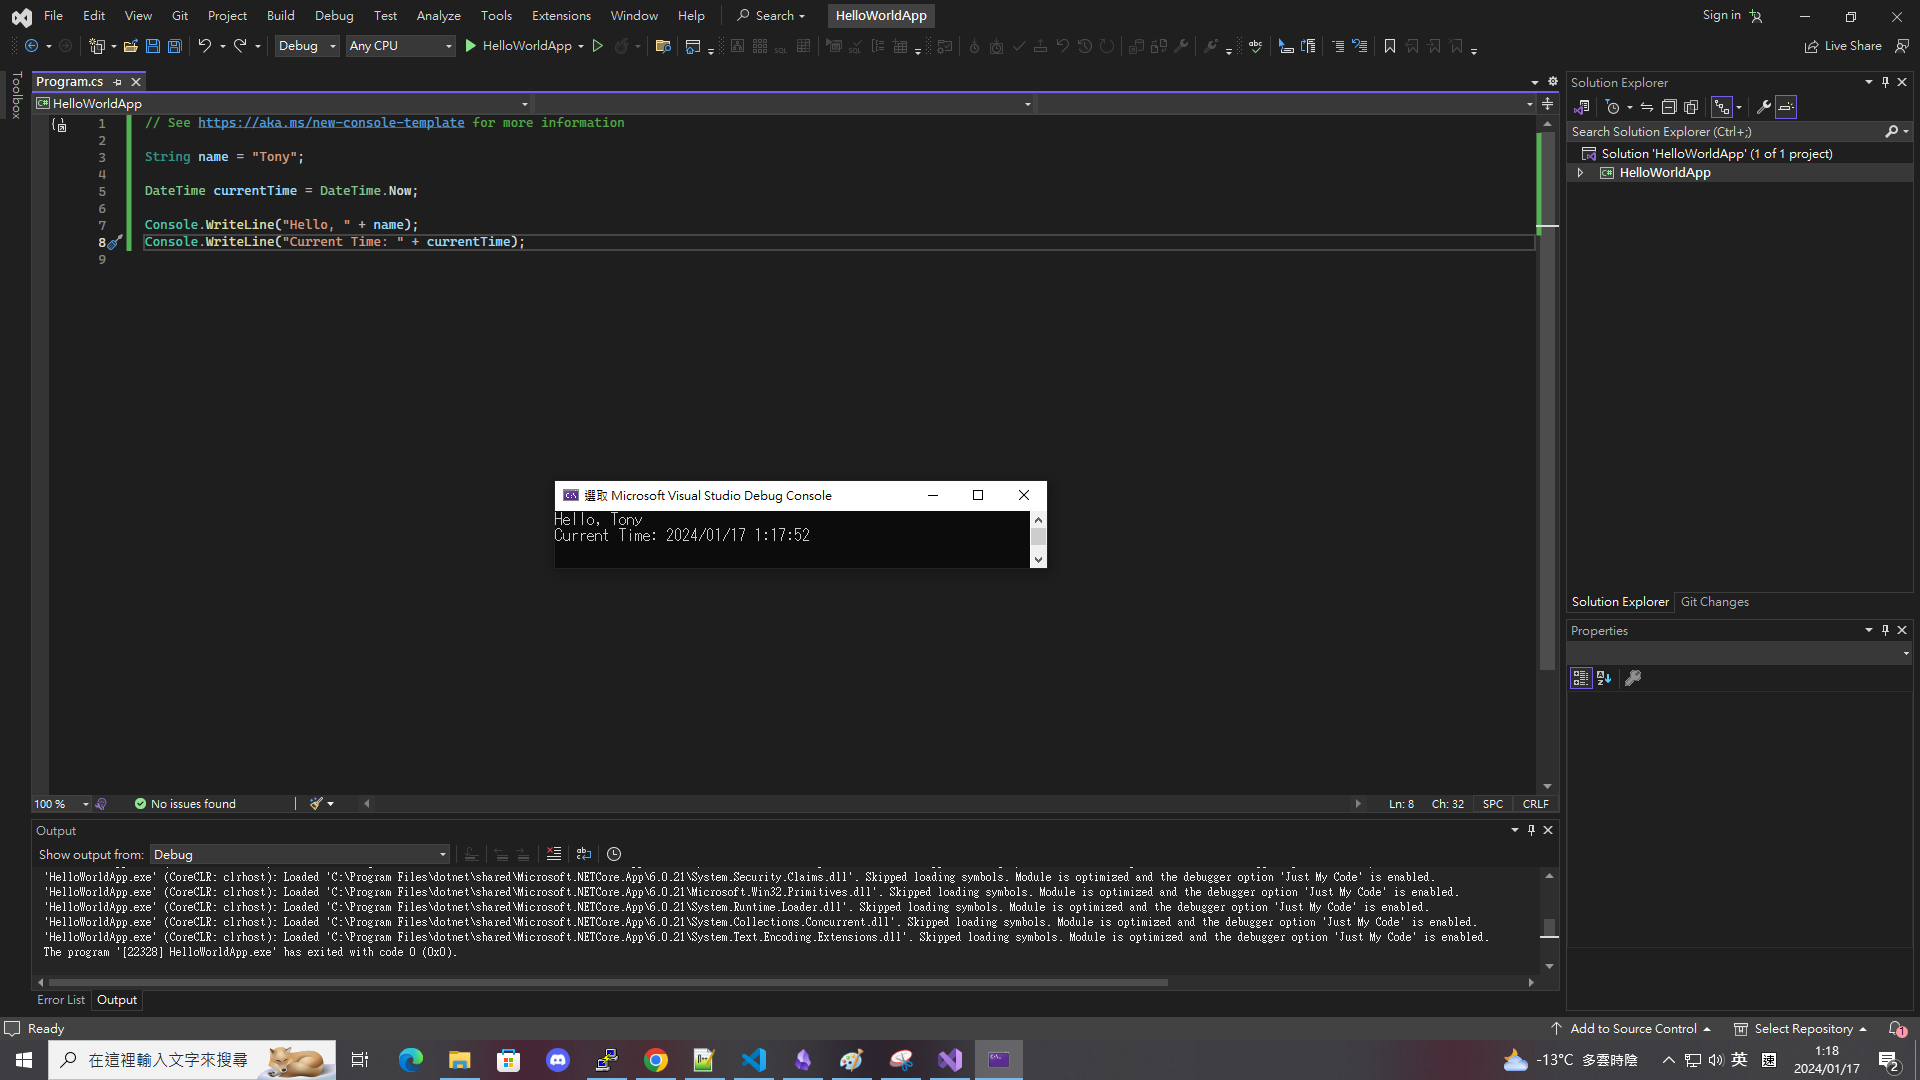 File Edit View Git Project Build Debug Test Analyze Tools Extensions Window Help Search HelloWorldApp Sign in
Debug Any CPU HelloWorldApp Live Share
Toolbox
Program.cs
HelloWorldApp
1 // See https://aka.ms/new-console-template for more information
2
3 String name = "Tony";
4
5 DateTime currentTime = DateTime.Now;
6
7 Console.WriteLine("Hello, " + name);
8 Console.WriteLine("Current Time: " + currentTime);
9
選取 Microsoft Visual Studio Debug Console
Hello, Tony
Current Time: 2024/01/17 1:17:52
100 % No issues found Ln: 8 Ch: 32 SPC CRLF
Output
Show output from: Debug
'HelloWorldApp.exe' (CoreCLR: clrhost): Loaded 'C:\Program Files\dotnet\shared\Microsoft.NETCore.App\6.0.21\System.Security.Claims.dll'. Skipped loading symbols. Module is optimized and the debugger option 'Just My Code' is enabled.
'HelloWorldApp.exe' (CoreCLR: clrhost): Loaded 'C:\Program Files\dotnet\shared\Microsoft.NETCore.App\6.0.21\Microsoft.Win32.Primitives.dll'. Skipped loading symbols. Module is optimized and the debugger option 'Just My Code' is enabled.
'HelloWorldApp.exe' (CoreCLR: clrhost): Loaded 'C:\Program Files\dotnet\shared\Microsoft.NETCore.App\6.0.21\System.Runtime.Loader.dll'. Skipped loading symbols. Module is optimized and the debugger option 'Just My Code' is enabled.
'HelloWorldApp.exe' (CoreCLR: clrhost): Loaded 'C:\Program Files\dotnet\shared\Microsoft.NETCore.App\6.0.21\System.Collections.Concurrent.dll'. Skipped loading symbols. Module is optimized and the debugger option 'Just My Code' is enabled.
'HelloWorldApp.exe' (CoreCLR: clrhost): Loaded 'C:\Program Files\dotnet\shared\Microsoft.NETCore.App\6.0.21\System.Text.Encoding.Extensions.dll'. Skipped loading symbols. Module is optimized and the debugger option 'Just My Code' is enabled.
The program '[22328] HelloWorldApp.exe' has exited with code 0 (0x0).
Error List Output
Solution Explorer
Search Solution Explorer (Ctrl+;)
Solution 'HelloWorldApp' (1 of 1 project)
HelloWorldApp
Solution Explorer Git Changes
Properties
Ready Add to Source Control Select Repository 1
在這裡輸入文字來搜尋 -13°C 多雲時陰 英 1:18
2024/01/17 2